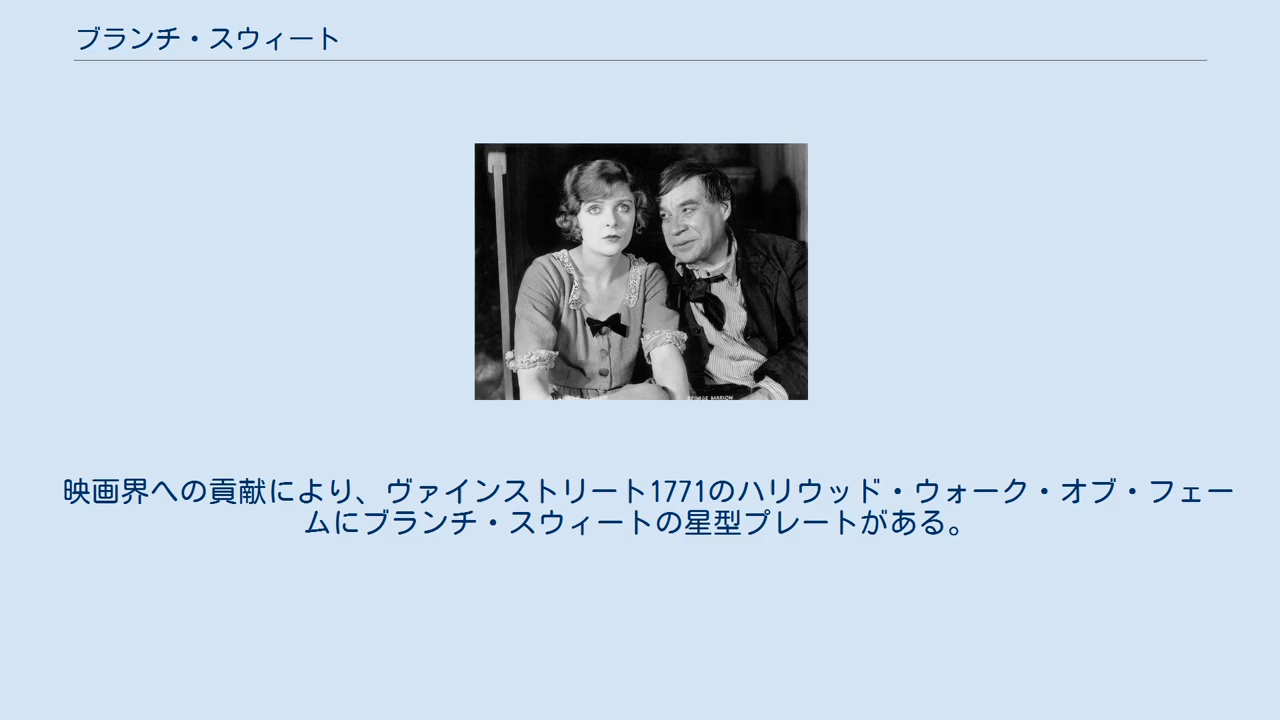 ブランチ・スウィート
GEORGE MARION
映画界への貢献により、ヴァインストリート1771のハリウッド・ウォーク・オブ・フェー
ムにブランチ・スウィートの星型プレートがある。